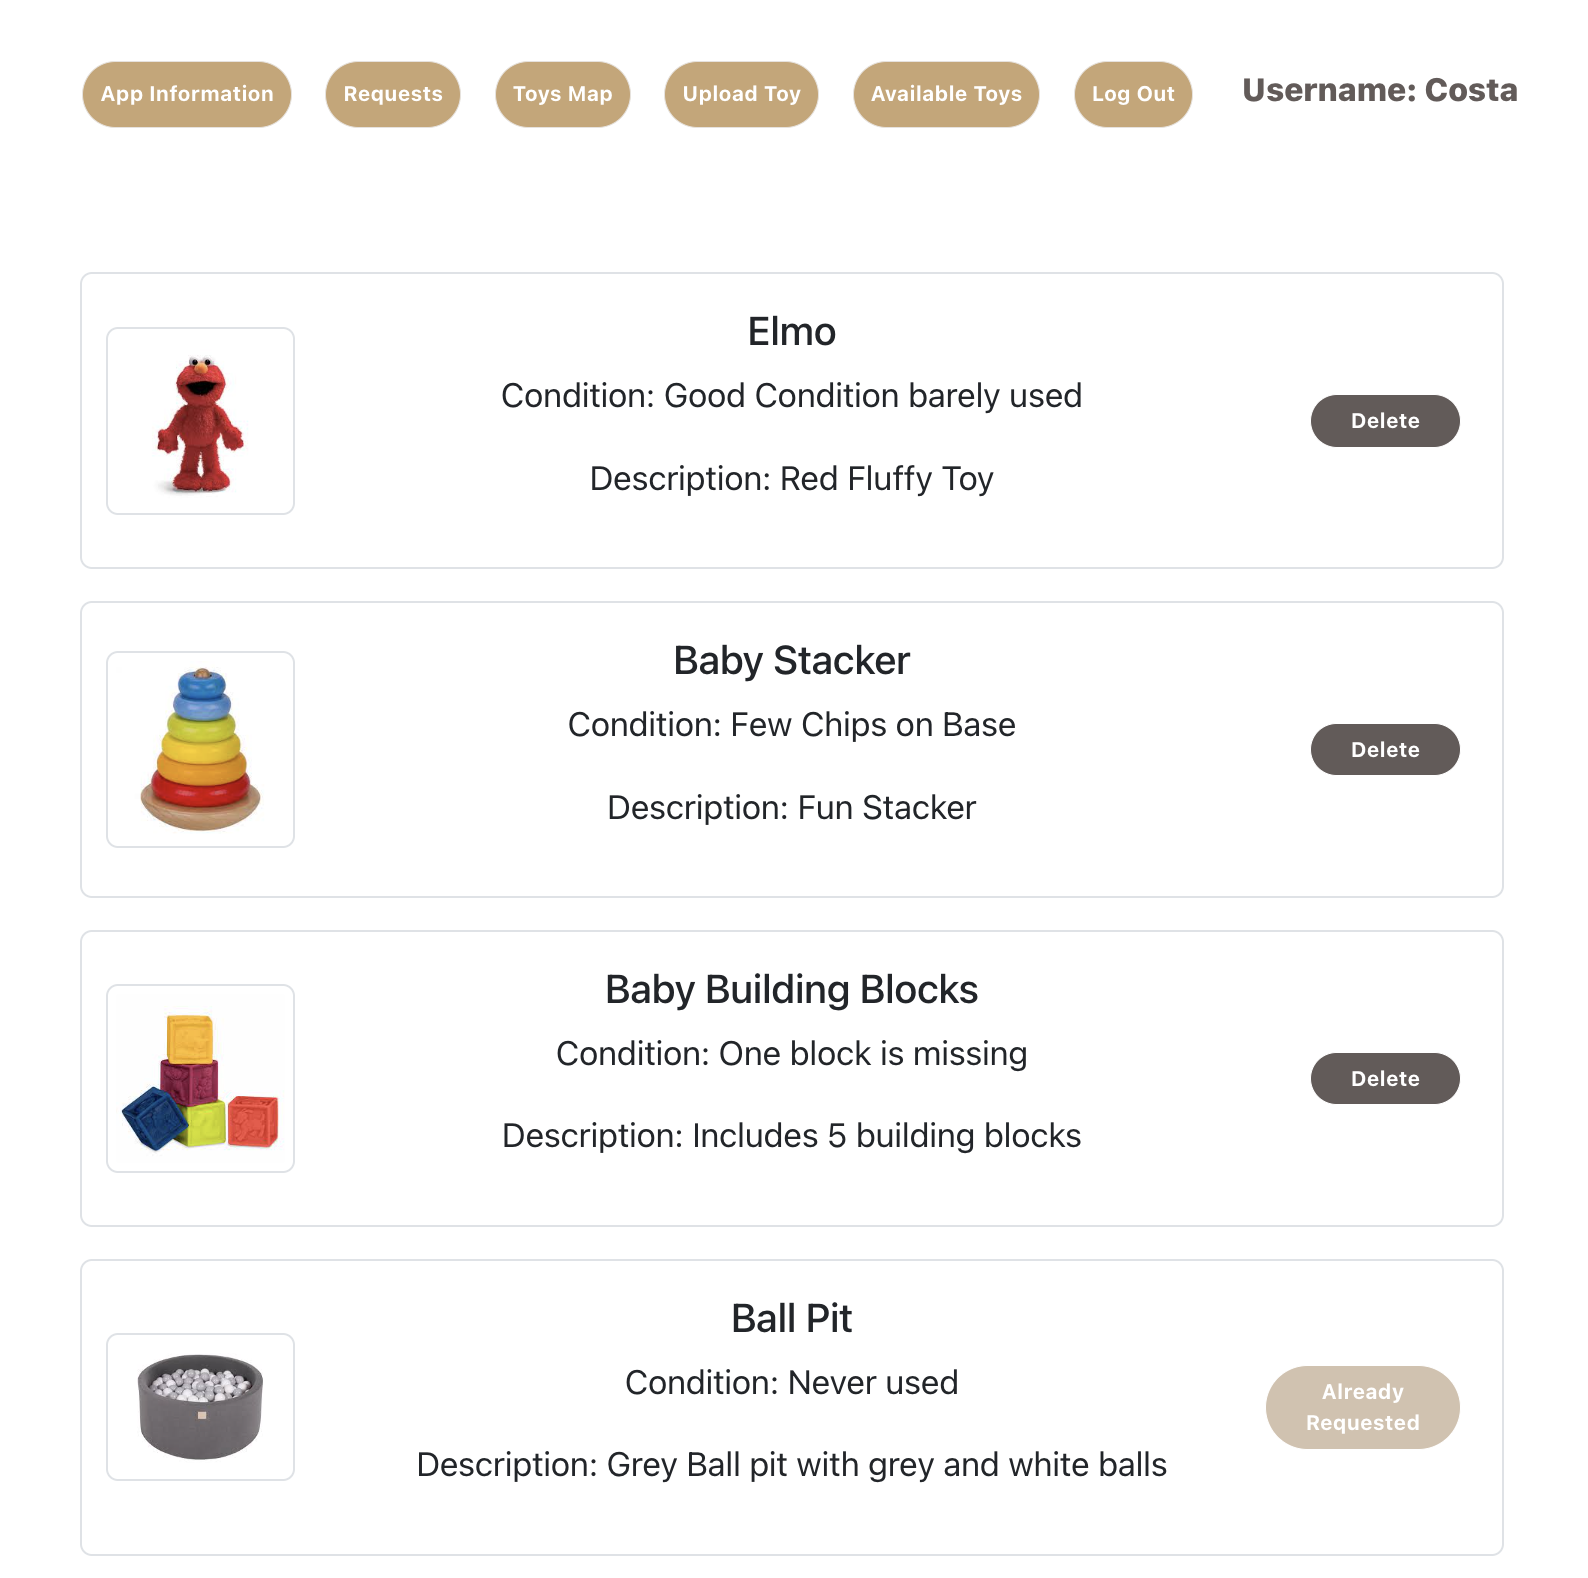 App Information
Requests
Toys Map
Upload Toy
Available Toys
Log Out
Username: Costa
Elmo
Condition: Good Condition barely used
Description: Red Fluffy Toy
Delete
Baby Stacker
Condition: Few Chips on Base
Description: Fun Stacker
Delete
Baby Building Blocks
Condition: One block is missing
Description: Includes 5 building blocks
Delete
Ball Pit
Condition: Never used
Description: Grey Ball pit with grey and white balls
Already
Requested